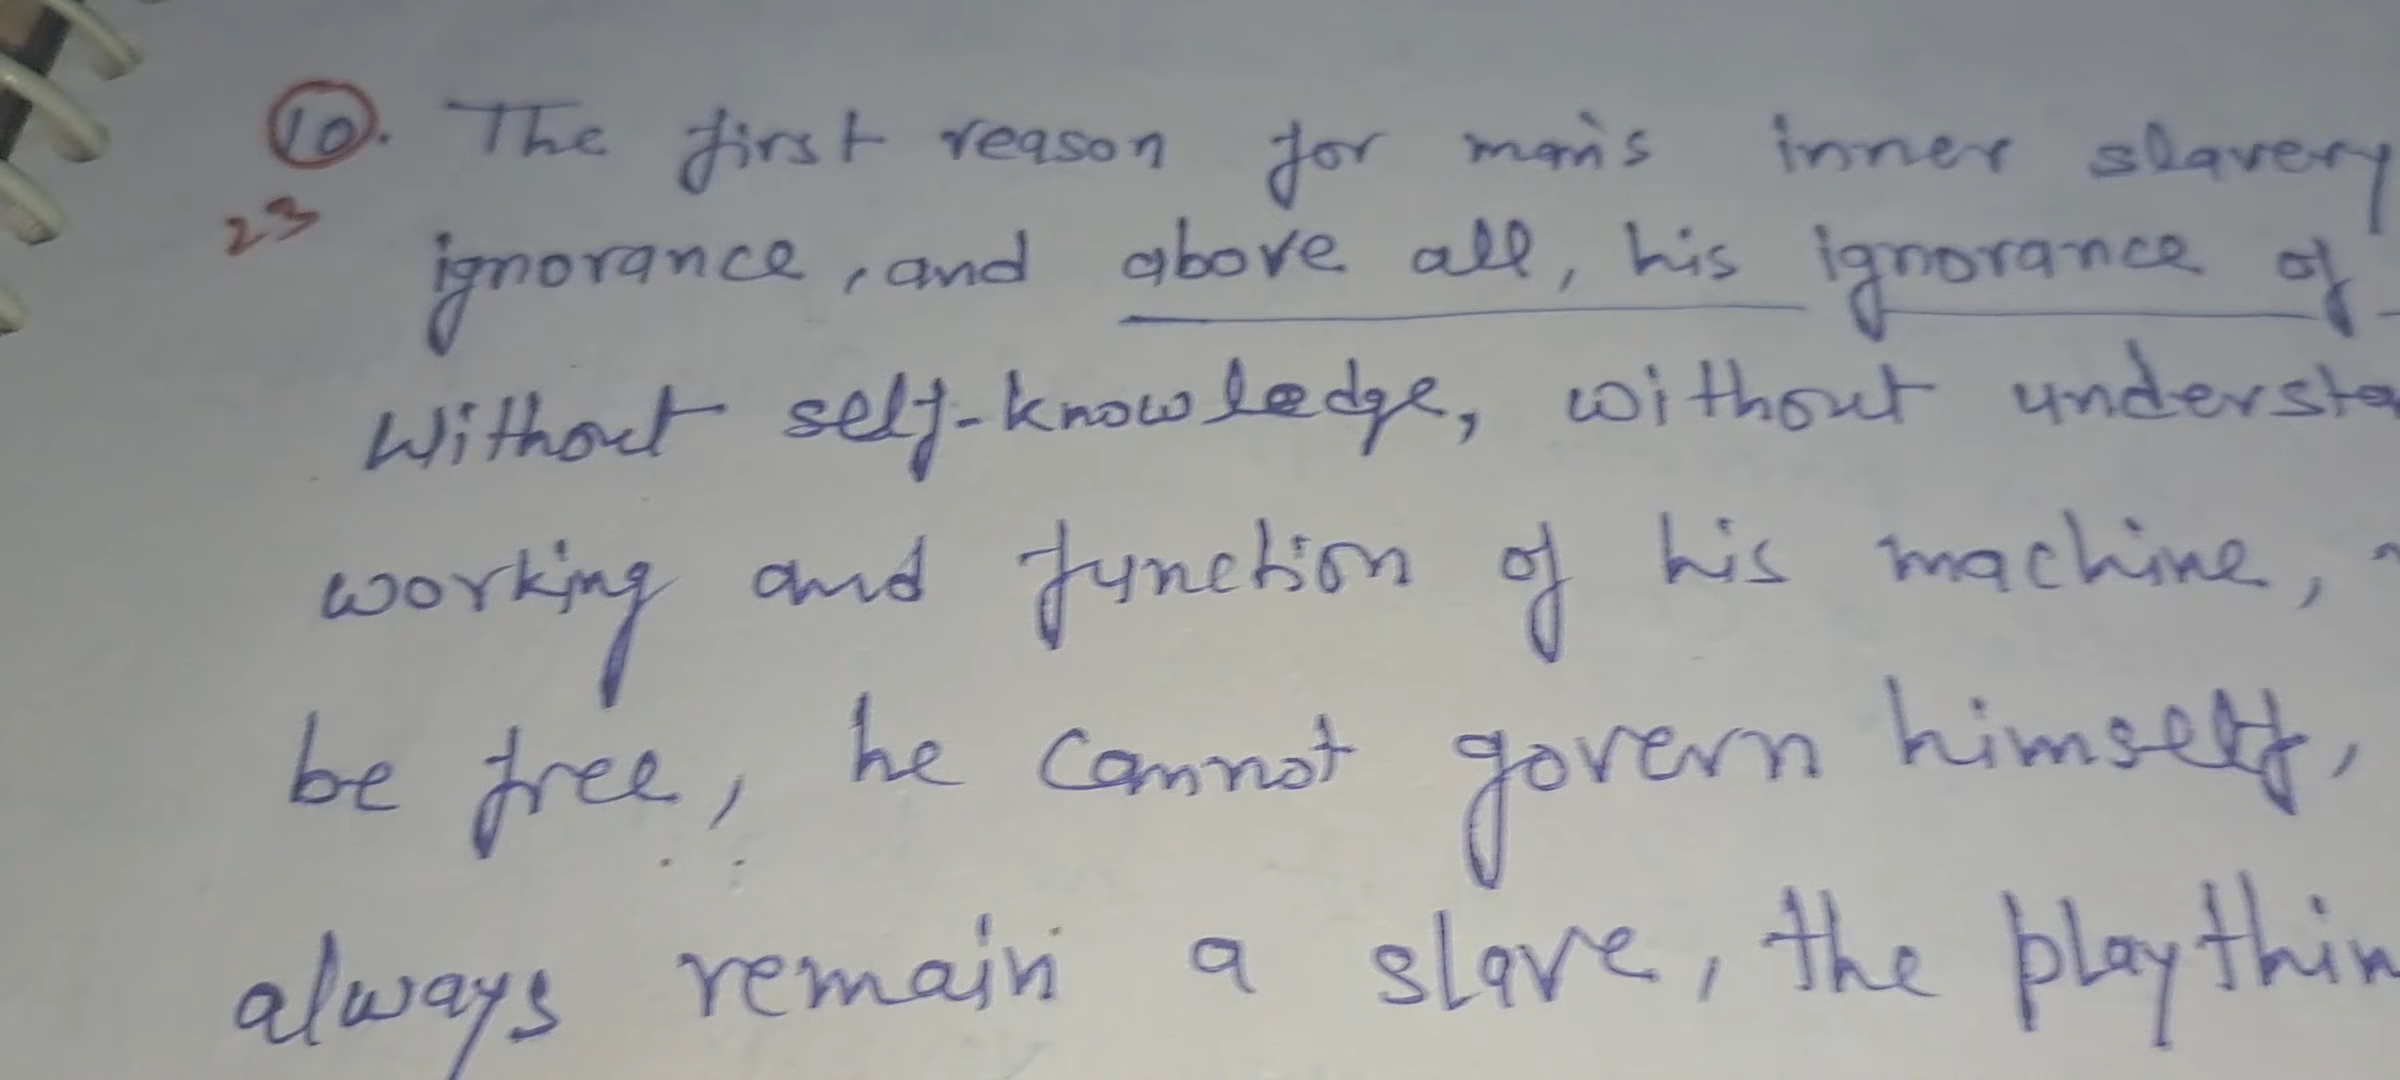 10. The first reason for man's inner slavery
23 ignorance, and above all, his ignorance of
Without self-knowledge, without understa
working and function of his machine,
be free, he cannot govern himself,
always remain a slave, the playthin